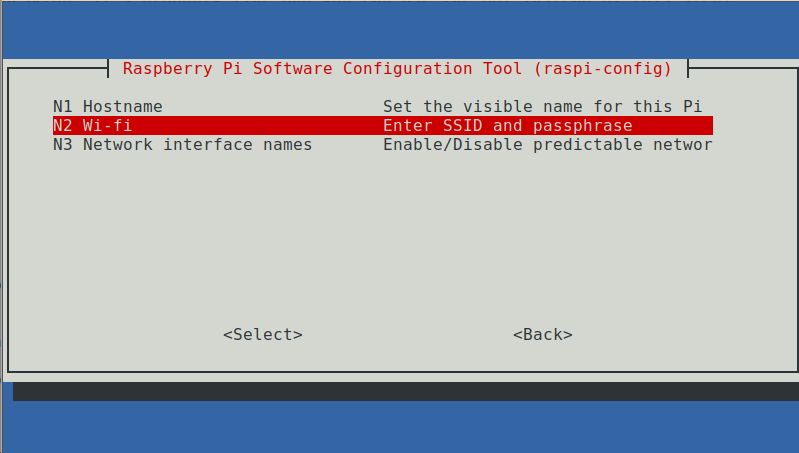 Raspberry Pi Software Configuration Tool (raspi-config)
N1 Hostname Set the visible name for this Pi
N2 Wi-fi Enter SSID and passphrase
N3 Network interface names Enable/Disable predictable networ
<Select> <Back>